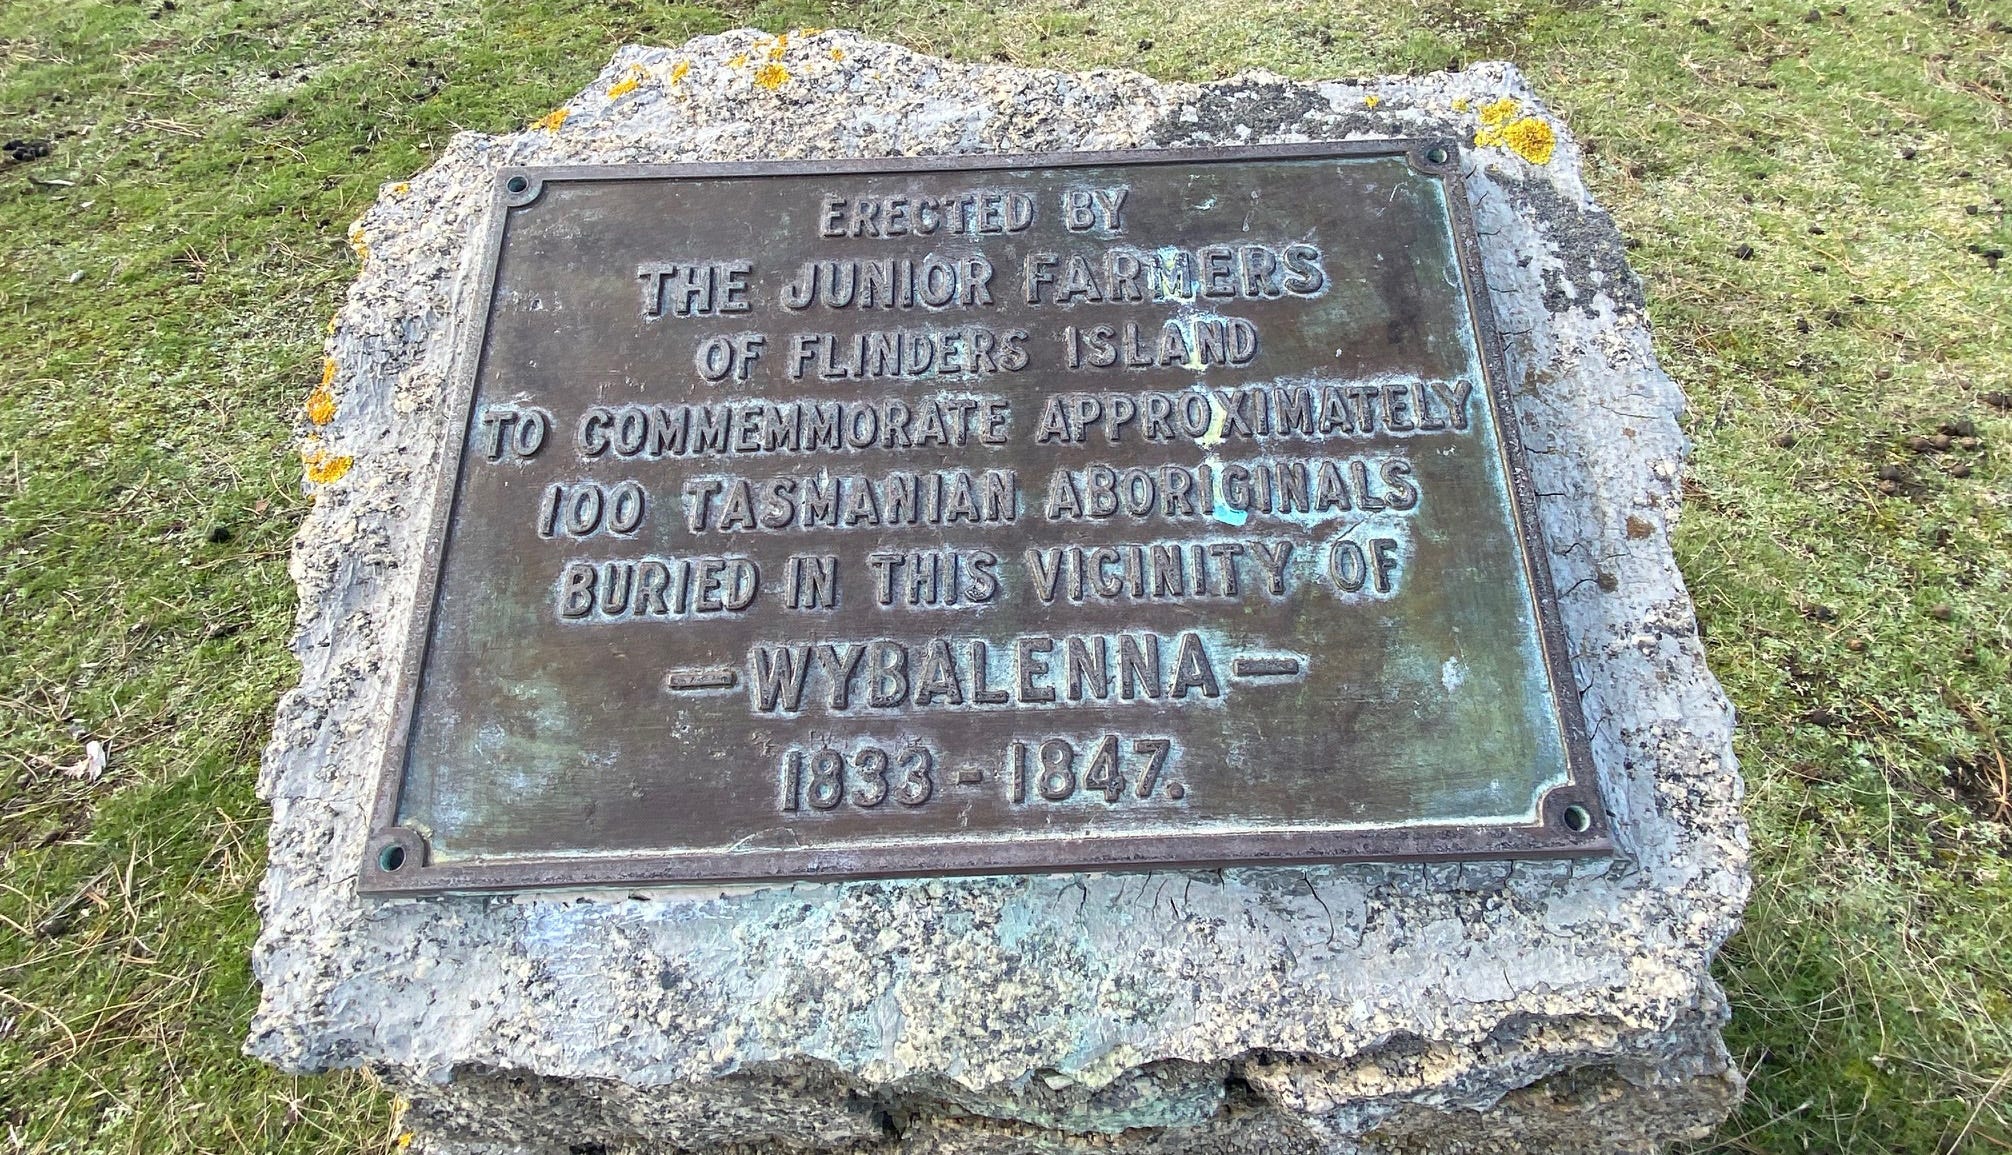 ERECTED BY
THE JUNIOR FARMERS
OF FLINDERS ISLAND
TO COMMEMMORATE APPROXIMATELY
100 TASMANIAN ABORIGINALS
BURIED IN THIS VICINITY OF
— WYBALENNA —
1833 - 1847.